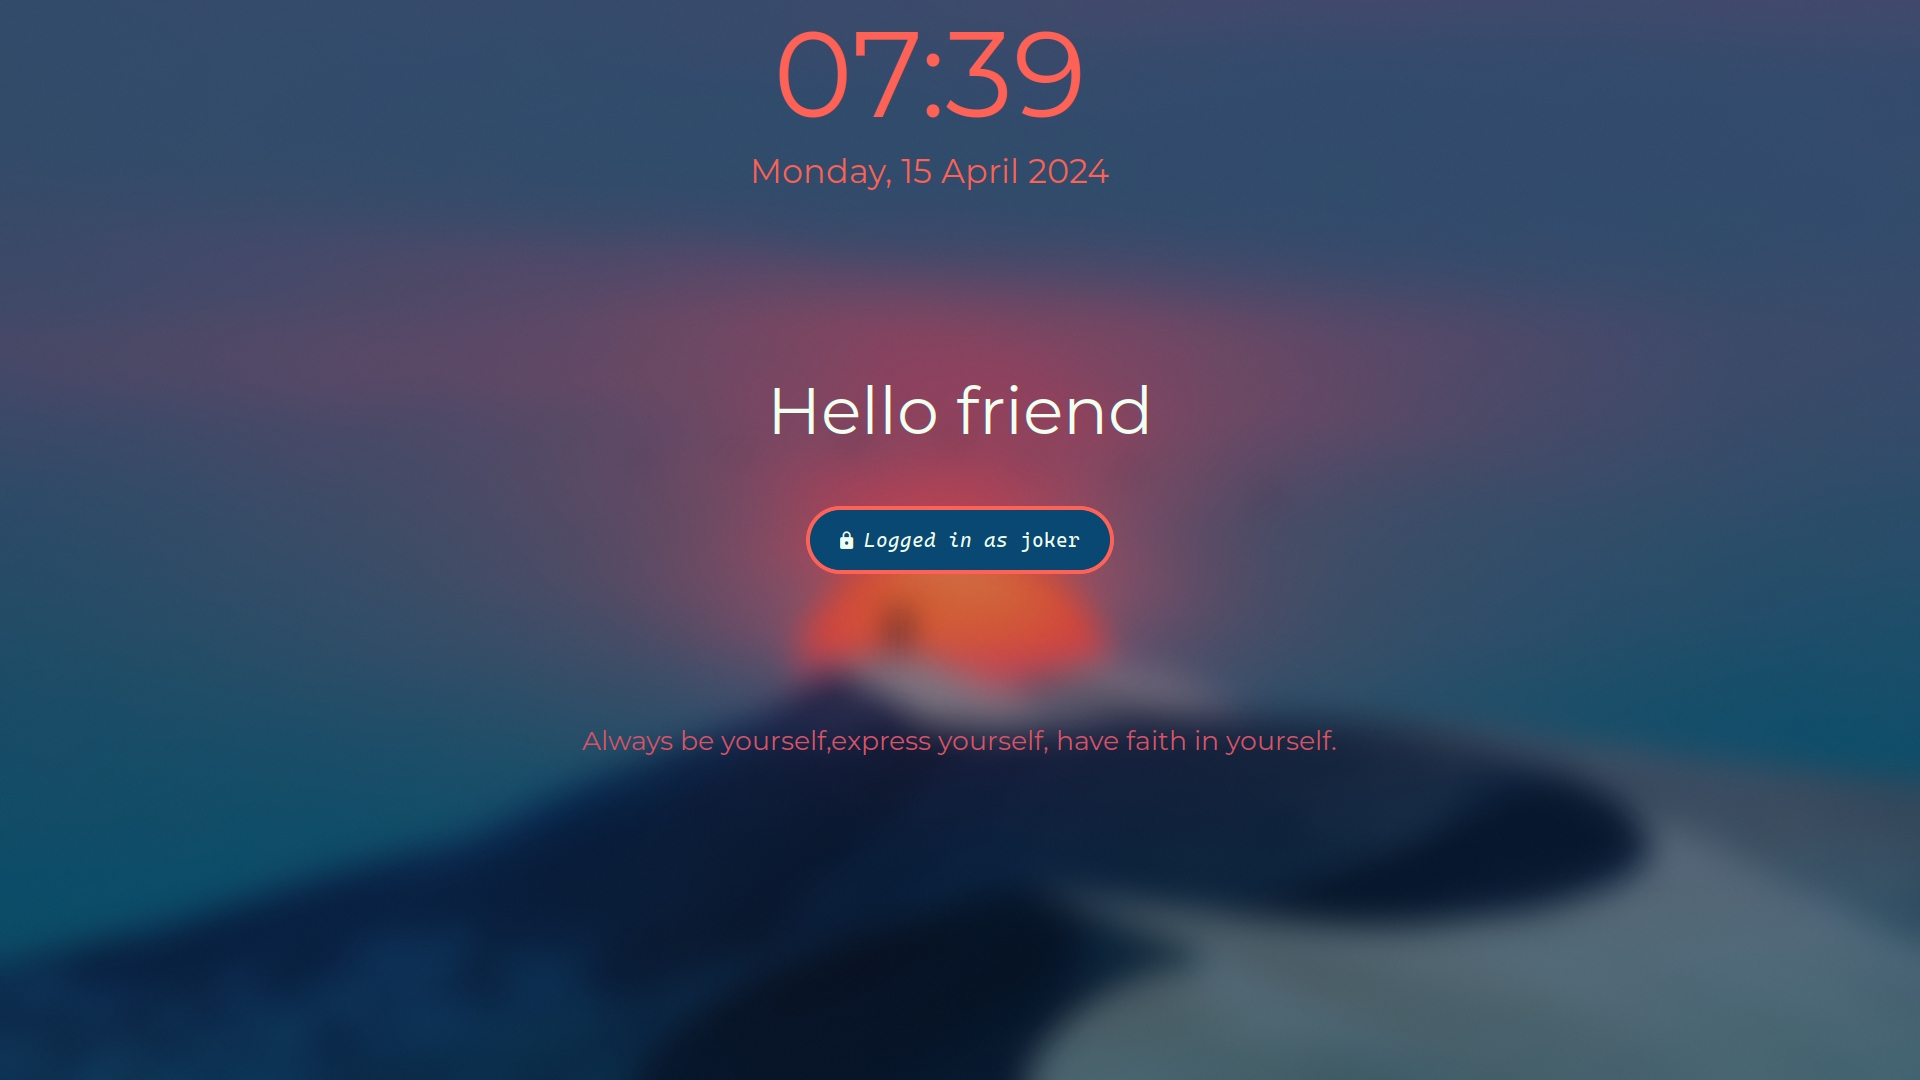 07:39
Monday, 15 April 2024
Hello friend
Logged in as joker
Always be yourself,express yourself, have faith in yourself.